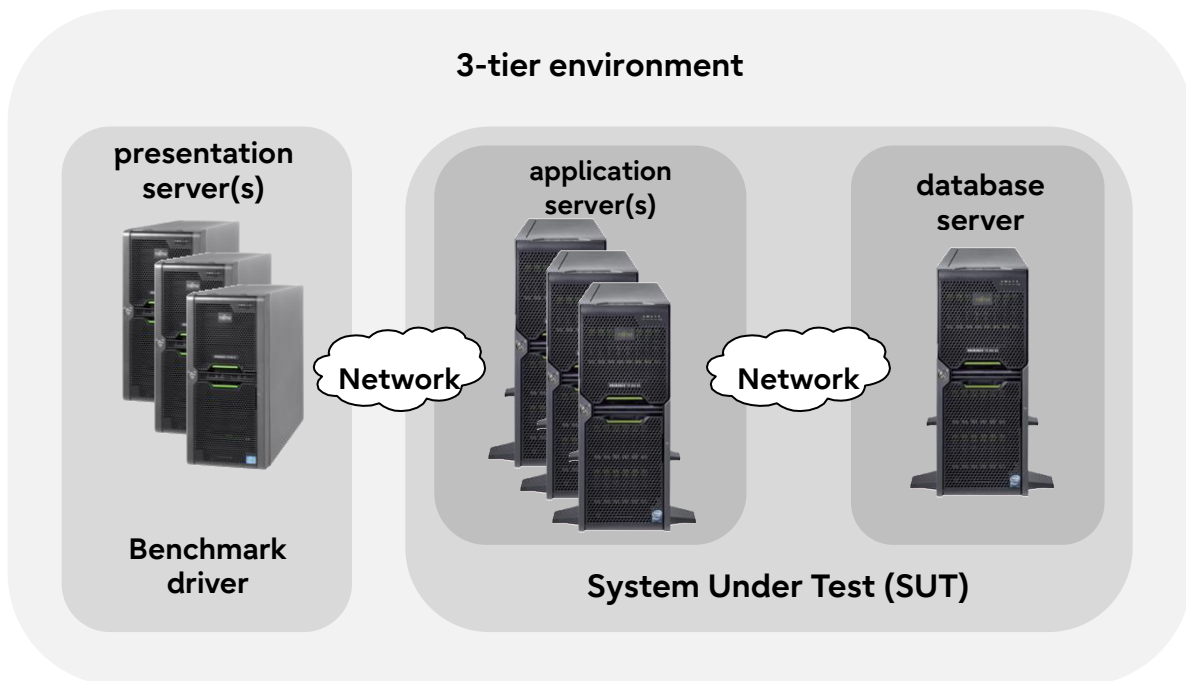 3-tier environment
presentation
server(s)
application
server(s)
database
server
Network
Network
Benchmark
driver
System Under Test (SUT)